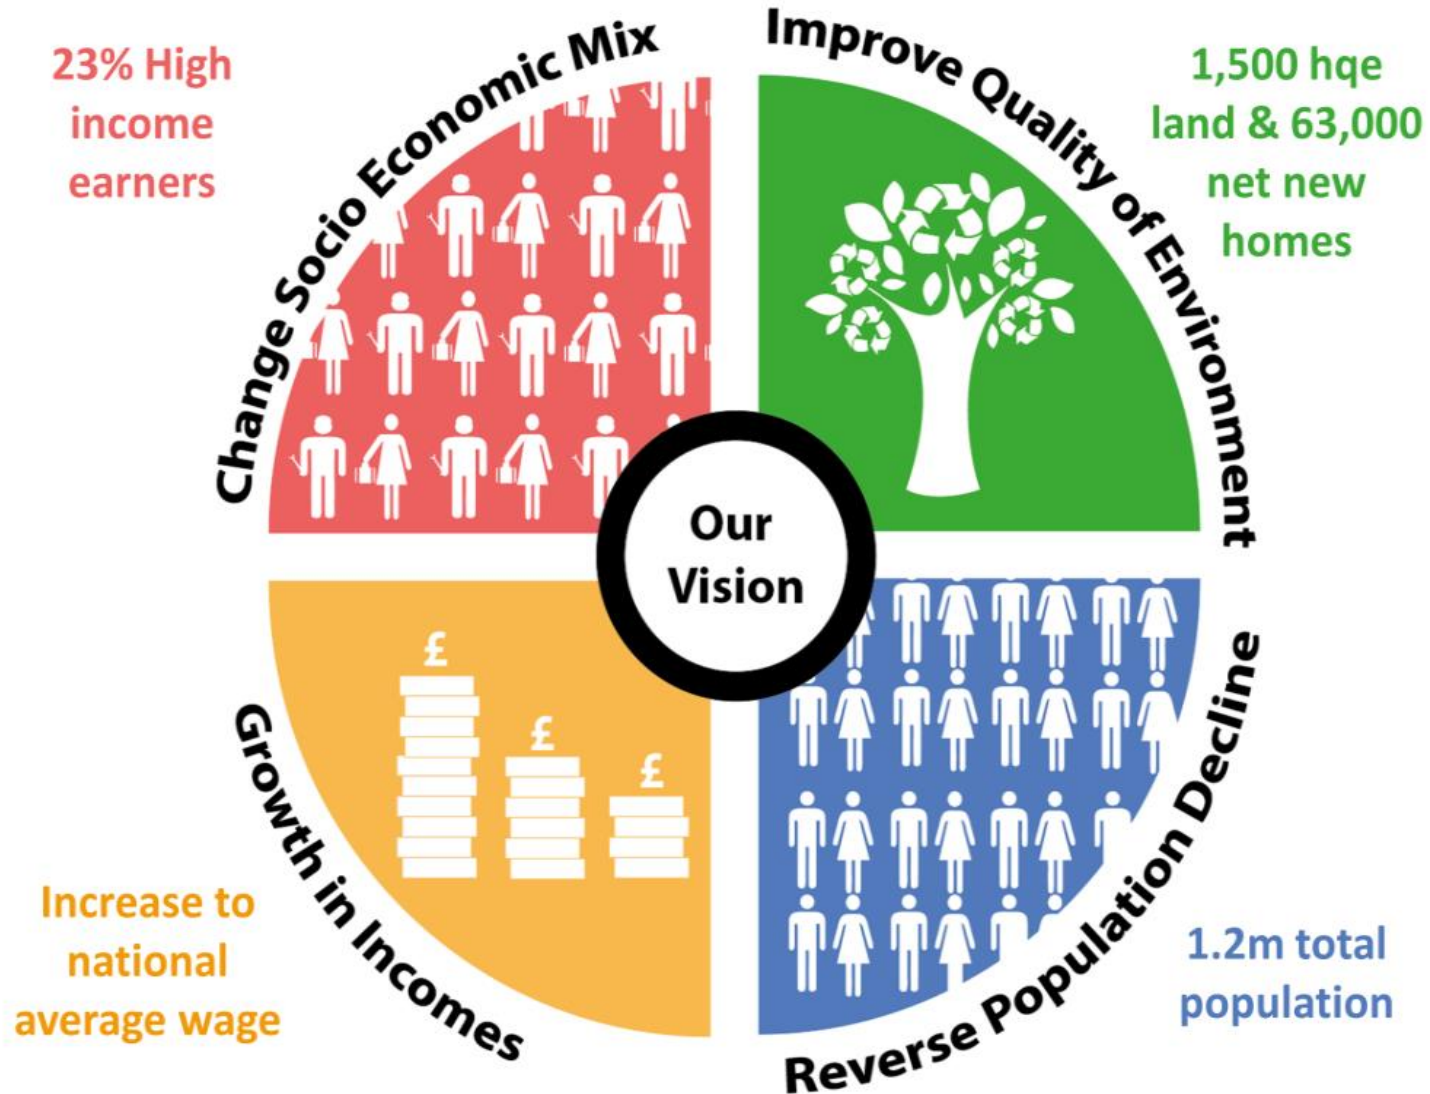 23% High
income
earners
Change Socio Economic Mix
Improve Quality of Environment
1,500 hqe
land & 63,000
net new
homes
Our
Vision
£
£
£
Growth in Incomes
Increase to
national
average wage
Reverse Population Decline
1.2m total
population